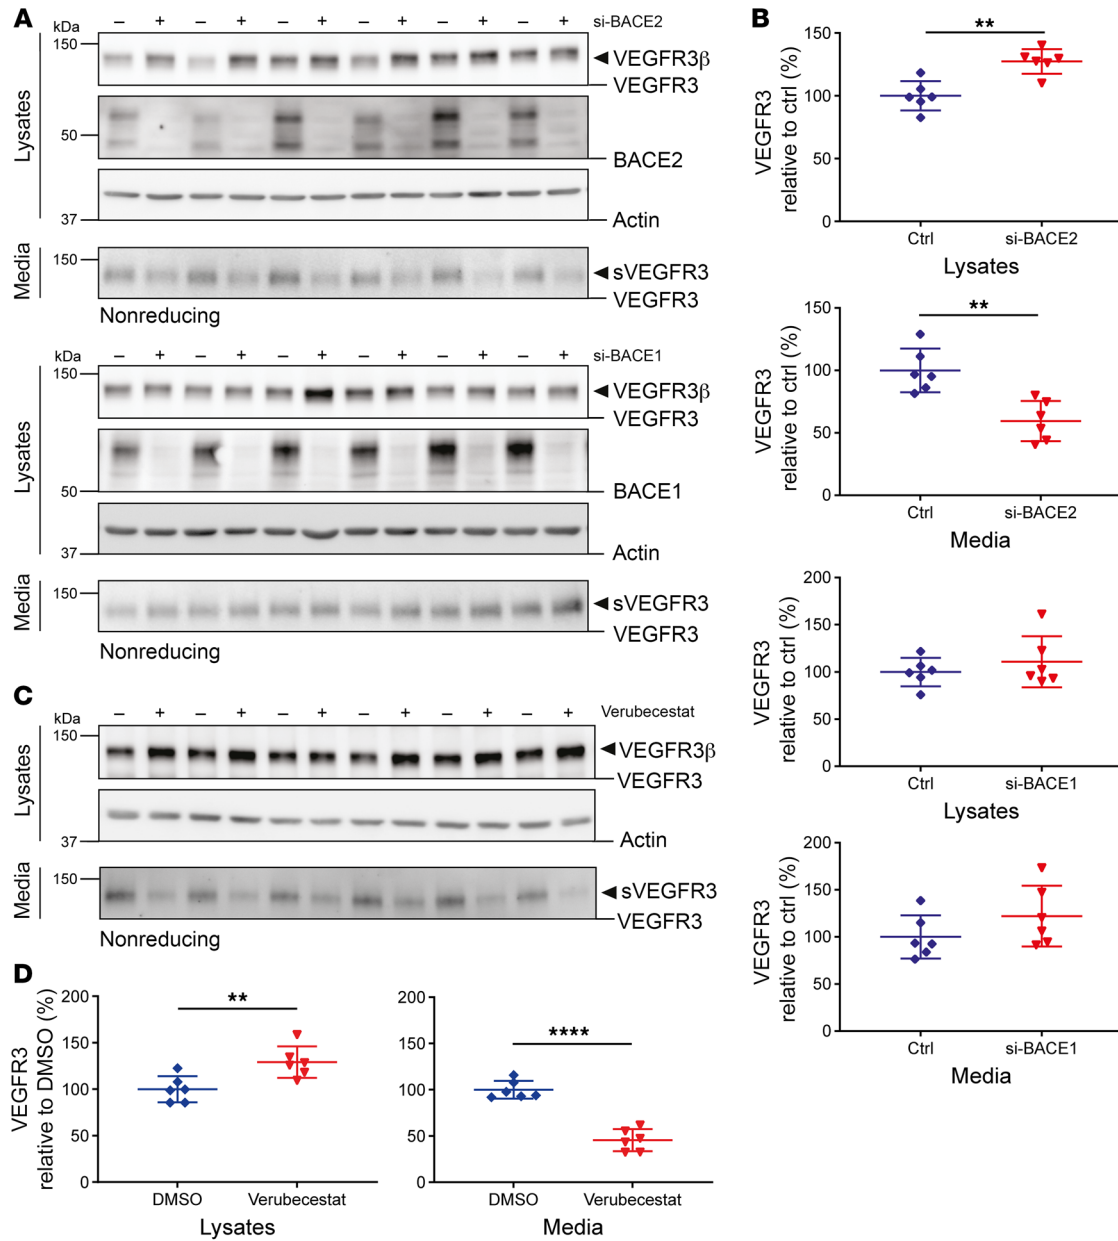 A
kDa
– + – + – + – + – + – + si-BACE2
150
VEGFR3β
VEGFR3
Lysates
50
BACE2
37
Actin
Media
150
sVEGFR3
VEGFR3
Nonreducing
kDa
– + – + – + – + – + – + si-BACE1
150
VEGFR3β
VEGFR3
Lysates
50
BACE1
37
Actin
Media
150
sVEGFR3
VEGFR3
Nonreducing
B
**
150
100
50
0
VEGFR3
relative to ctrl (%)
Ctrl si-BACE2
Lysates
**
150
100
50
0
VEGFR3
relative to ctrl (%)
Ctrl si-BACE2
Media
200
150
100
50
0
VEGFR3
relative to ctrl (%)
Ctrl si-BACE1
Lysates
200
150
100
50
0
VEGFR3
relative to ctrl (%)
Ctrl si-BACE1
Media
C
kDa
– + – + – + – + – + – + Verubecestat
150
VEGFR3β
VEGFR3
Lysates
37
Actin
Media
150
sVEGFR3
VEGFR3
Nonreducing
D
**
200
150
100
50
0
VEGFR3
relative to DMSO (%)
DMSO Verubecestat
Lysates
****
200
150
100
50
0
DMSO Verubecestat
Media